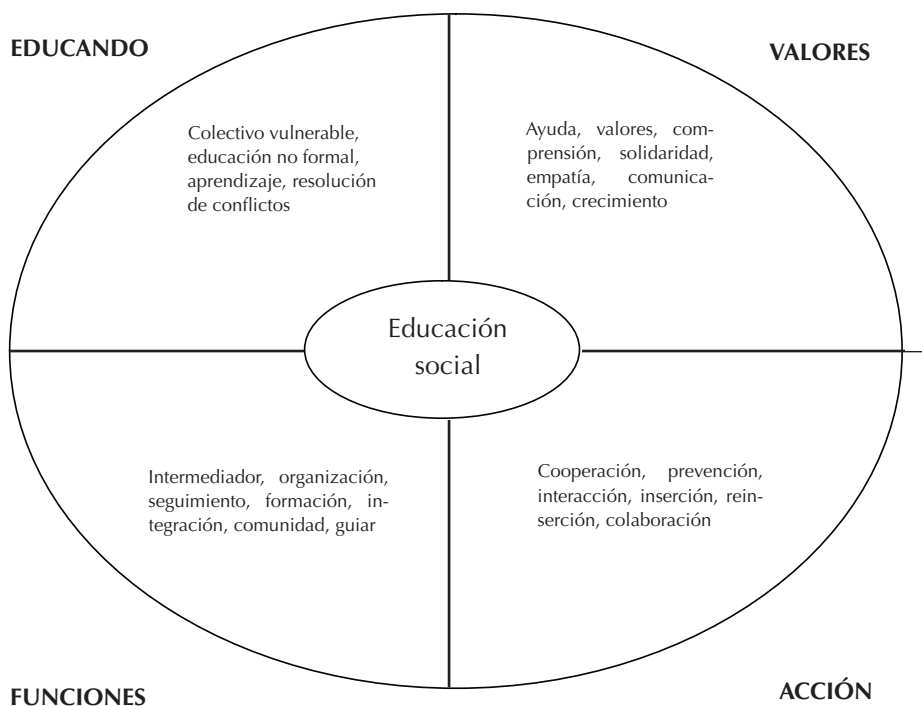 EDUCANDO
VALORES
Colectivo vulnerable,
educación no formal,
aprendizaje, resolución
de conflictos
Ayuda, valores, com-
prensión, solidaridad,
empatía, comunica-
ción, crecimiento
Educación
social
Intermediador, organización,
seguimiento, formación, in-
tegración, comunidad, guiar
Cooperación, prevención,
interacción, inserción, rein-
serción, colaboración
FUNCIONES
ACCIÓN